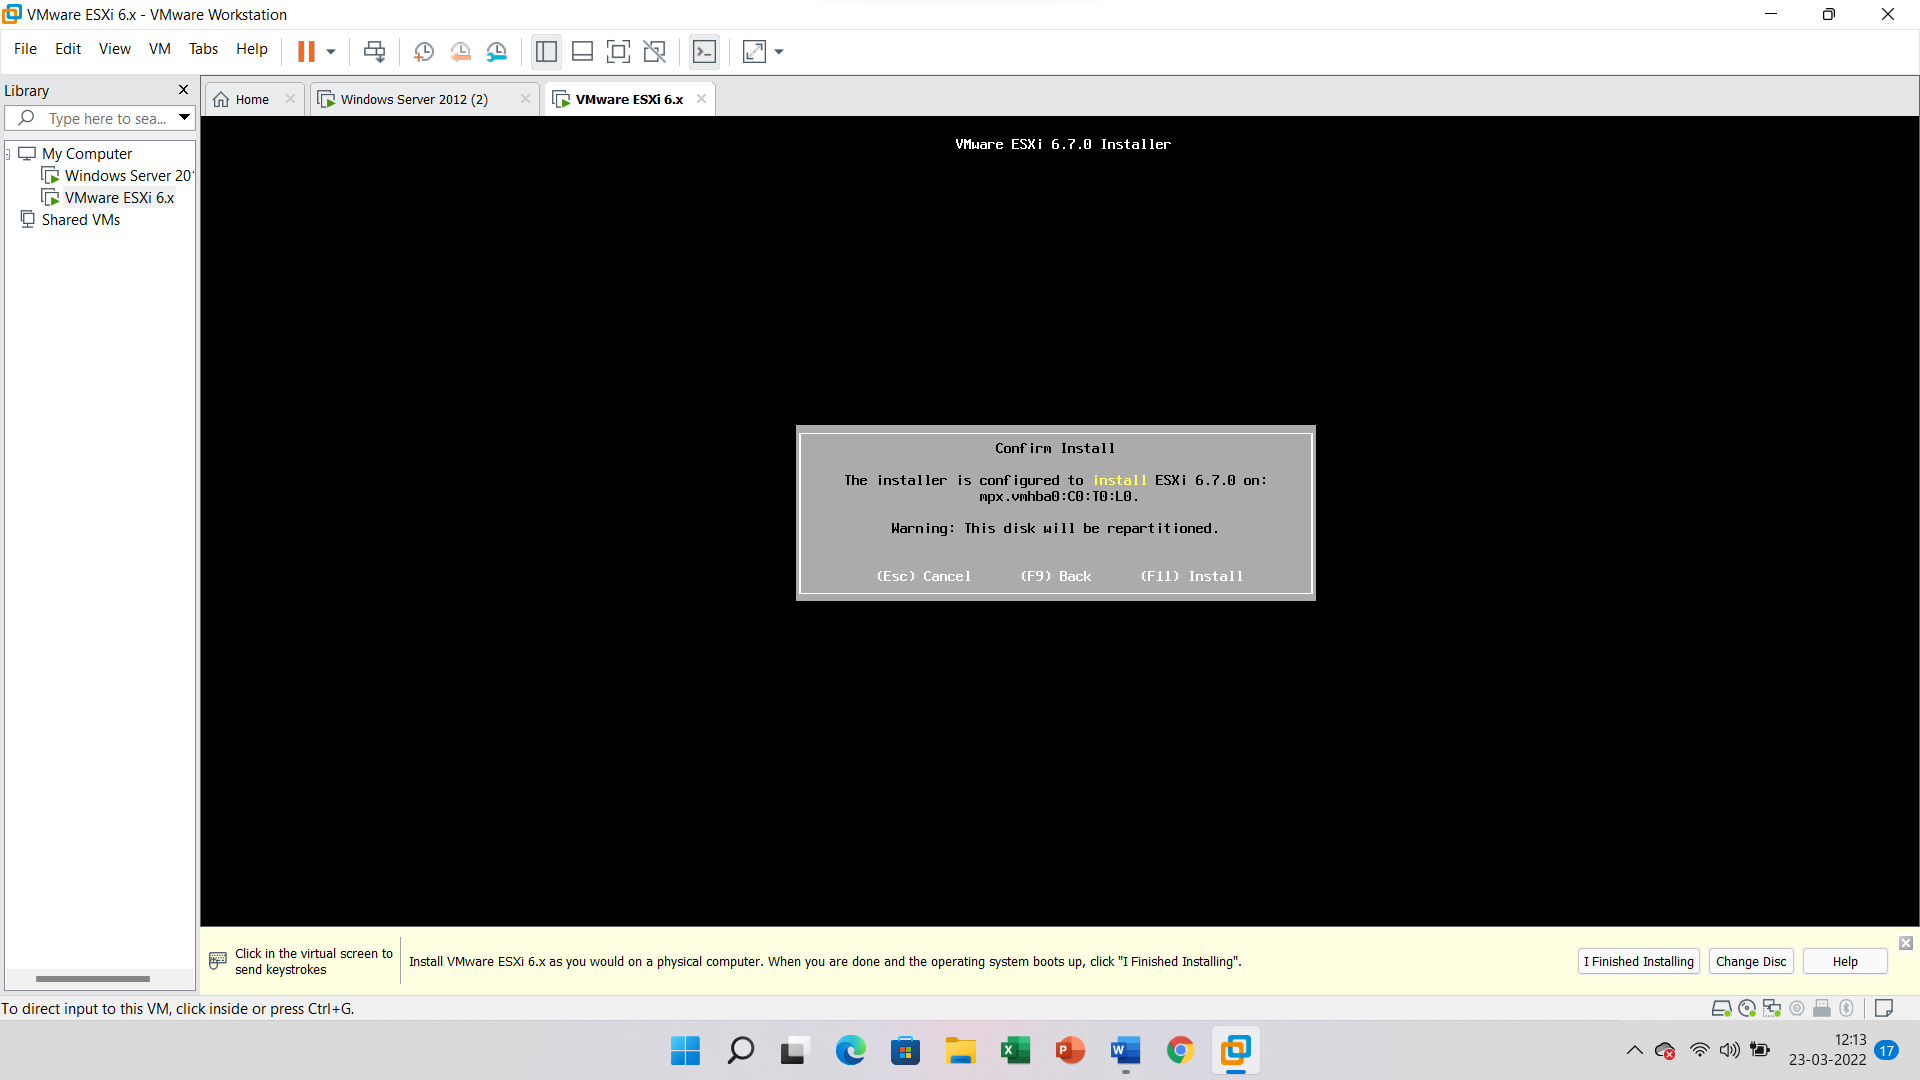 VMware ESXi 6.x - VMware Workstation
File Edit View VM Tabs Help
Library
Type here to sea...
My Computer
Windows Server 201
VMware ESXi 6.x
Shared VMs
Home
Windows Server 2012 (2)
VMware ESXi 6.x
VMware ESXi 6.7.0 Installer
Confirm Install
The installer is configured to install ESXi 6.7.0 on:
mpx.vmhba0:C0:T0:L0.
Warning: This disk will be repartitioned.
(Esc) Cancel (F9) Back (F11) Install
Click in the virtual screen to
send keystrokes
Install VMware ESXi 6.x as you would on a physical computer. When you are done and the operating system boots up, click "I Finished Installing".
I Finished Installing Change Disc Help
To direct input to this VM, click inside or press Ctrl+G.
12:13
23-03-2022
17